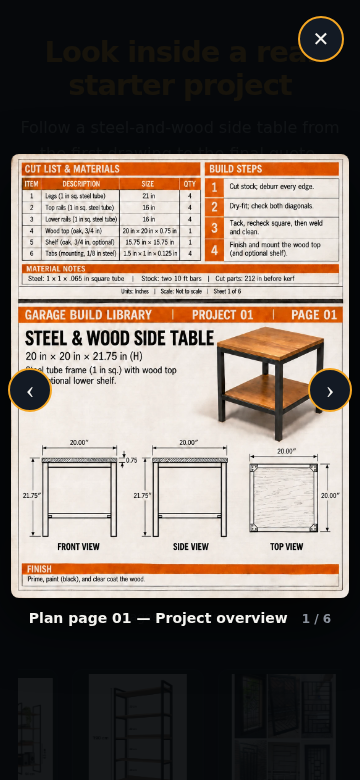 Look inside a rea
starter project
Follow a steel-and-wood side table from
the first drawing to the final quote.
CUT LIST & MATERIALS
ITEM DESCRIPTION SIZE QTY
1 Legs (1 in sq. steel tube) 21 in 4
2 Top rails (1 in sq. steel tube) 16 in 4
3 Lower rails (1 in sq. steel tube) 16 in 4
4 Wood top (oak, 3/4 in) 20 in × 20 in × 0.75 in 1
5 Shelf (oak, 3/4 in, optional) 15.75 in × 15.75 in 1
6 Tabs (mounting, 1/8 in steel) 1.5 in × 1 in × 0.125 in 4
BUILD STEPS
1 Cut stock; deburr every edge.
2 Dry-fit; check both diagonals.
3 Tack, recheck square, then weld
and clean.
4 Finish and mount the wood top
(and optional shelf).
MATERIAL NOTES
Steel: 1 x 1 x .065 in square tube | Stock: two 10 ft bars | Cut parts: 212 in before kerf
Units: Inches | Scale: Not to scale | Sheet 1 of 6
GARAGE BUILD LIBRARY | PROJECT 01 | PAGE 01
STEEL & WOOD SIDE TABLE
20 in × 20 in × 21.75 in (H)
Steel tube frame (1 in sq.) with wood top
optional lower shelf.
20.00" 20.00" 20.00"
0.75
21.75" 21.75" 20.00"
FRONT VIEW SIDE VIEW TOP VIEW
FINISH
Prime, paint (black), and clear coat the wood.
Plan page 01 — Project overview 1 / 6